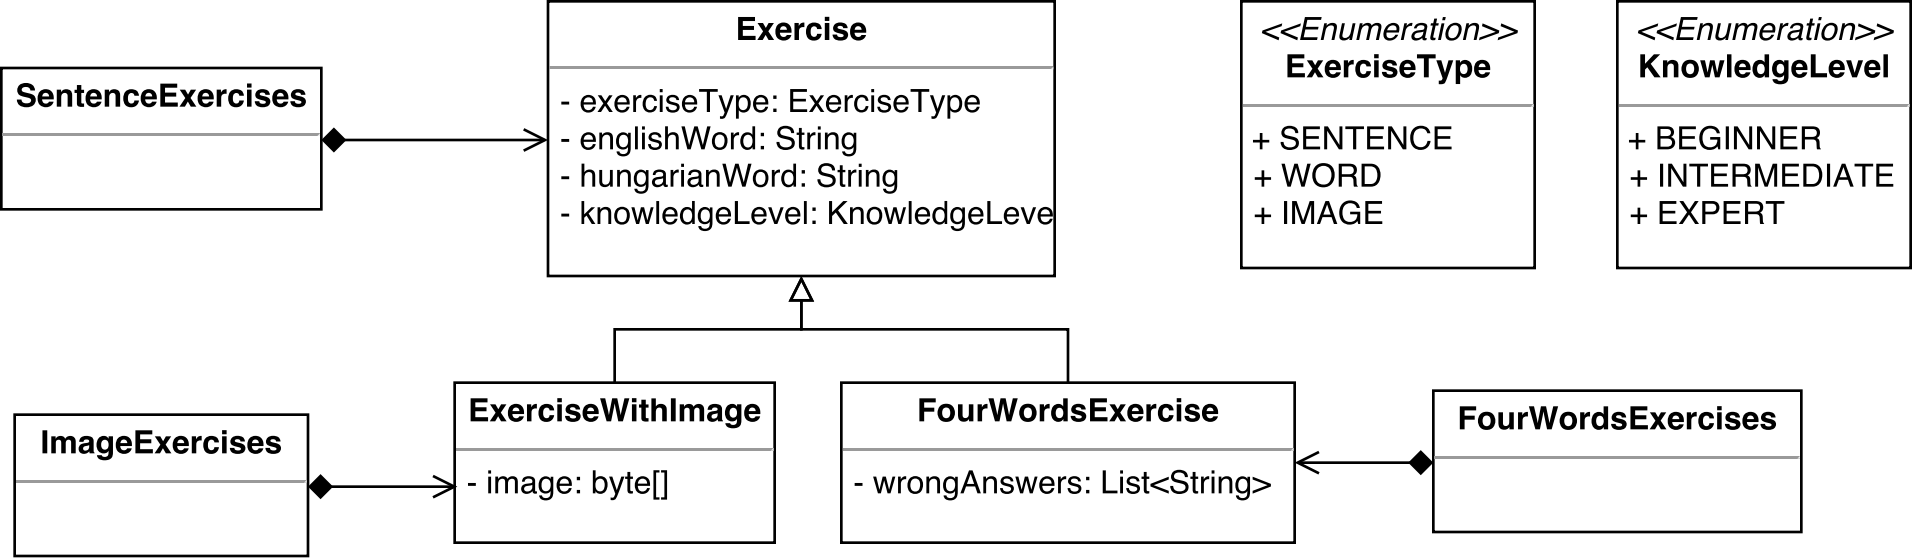 Exercise
- exerciseType: ExerciseType
- englishWord: String
- hungarianWord: String
- knowledgeLevel: KnowledgeLeve
<<Enumeration>>
ExerciseType
+ SENTENCE
+ WORD
+ IMAGE
<<Enumeration>>
KnowledgeLevel
+ BEGINNER
+ INTERMEDIATE
+ EXPERT
SentenceExercises
ExerciseWithImage
- image: byte[]
FourWordsExercise
- wrongAnswers: List<String>
FourWordsExercises
ImageExercises